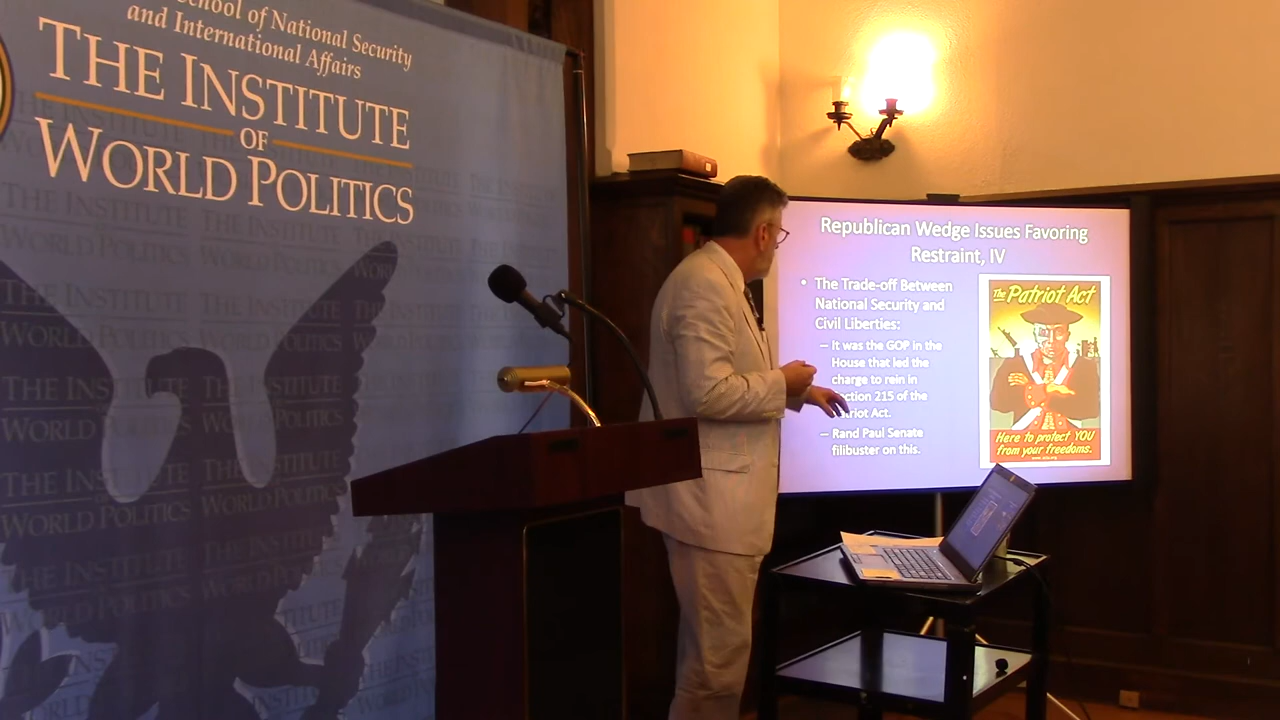 School of National Security
and International Affairs
THE INSTITUTE
OF
WORLD POLITICS
Republican Wedge Issues Favoring
Restraint, IV
• The Trade-off Between
National Security and
Civil Liberties:
– It was the GOP in the
House that led the
charge to rein in
ction 215 of the
triot Act.
– Rand Paul Senate
filibuster on this.
The Patriot Act
Here to protect YOU
from your freedoms.